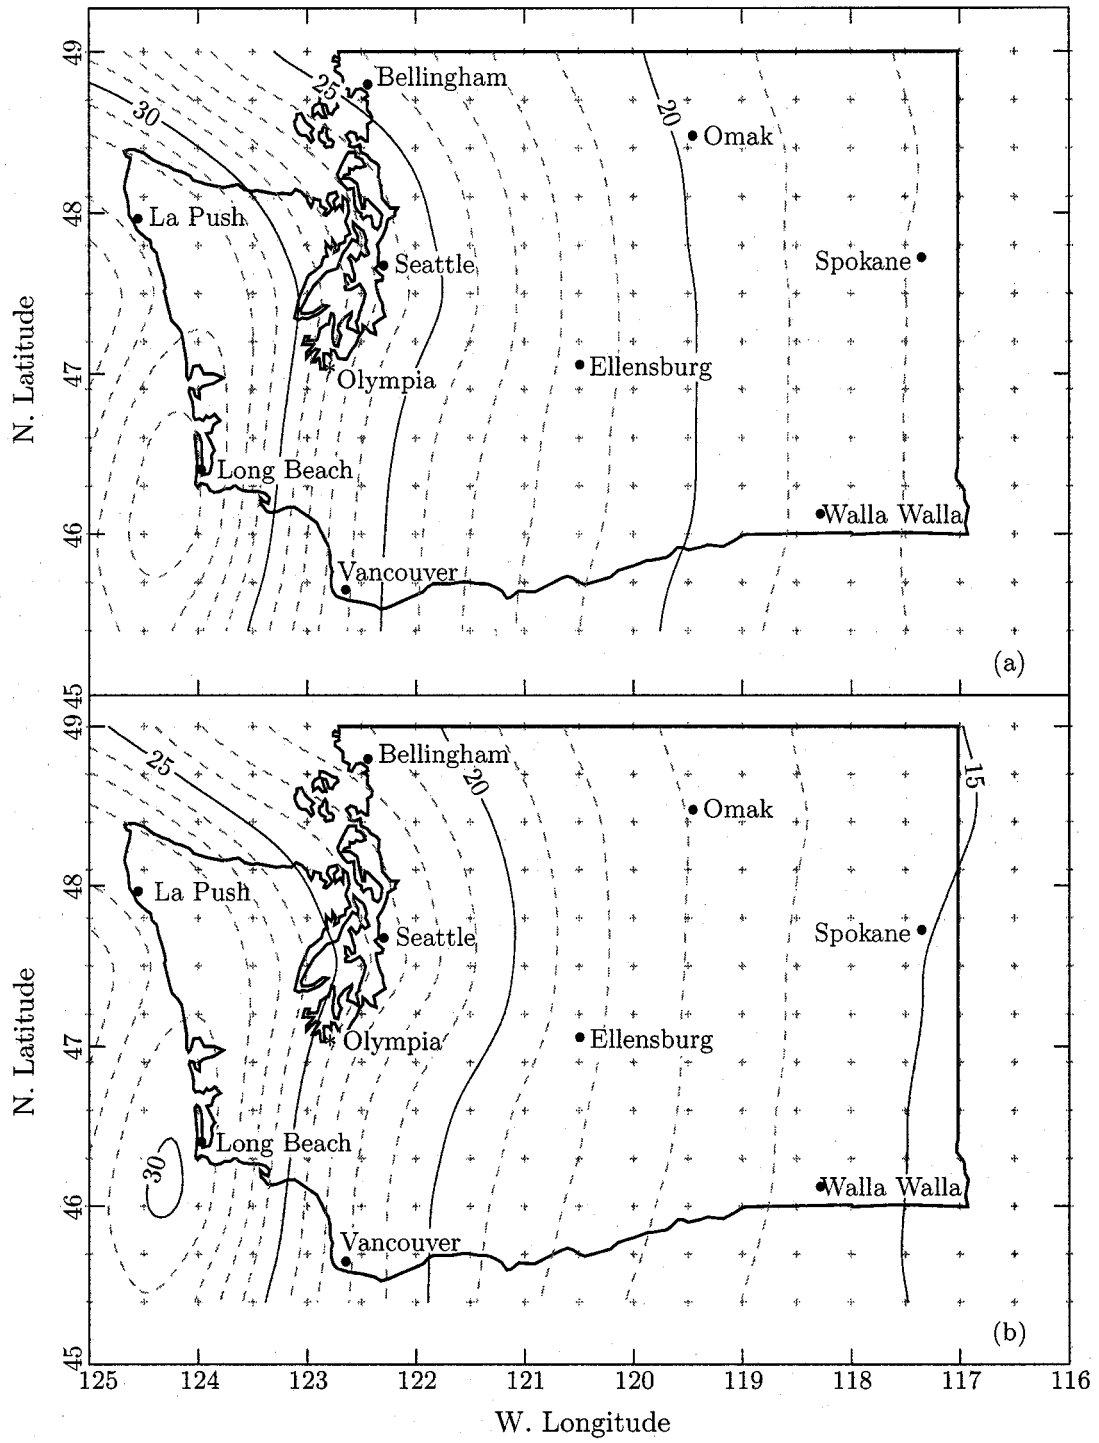 49
25
Bellingham
30
20
Omak
48
La Push
Seattle
Spokane
N. Latitude
47
Ellensburg
Olympia
Long Beach
Walla Walla
46
Vancouver
(a)
45
49
25
Bellingham
20
15
Omak
48
La Push
Seattle
Spokane
N. Latitude
47
Olympia
Ellensburg
Long Beach
30
Walla Walla
46
Vancouver
(b)
45
125 124 123 122 121 120 119 118 117 116
W. Longitude